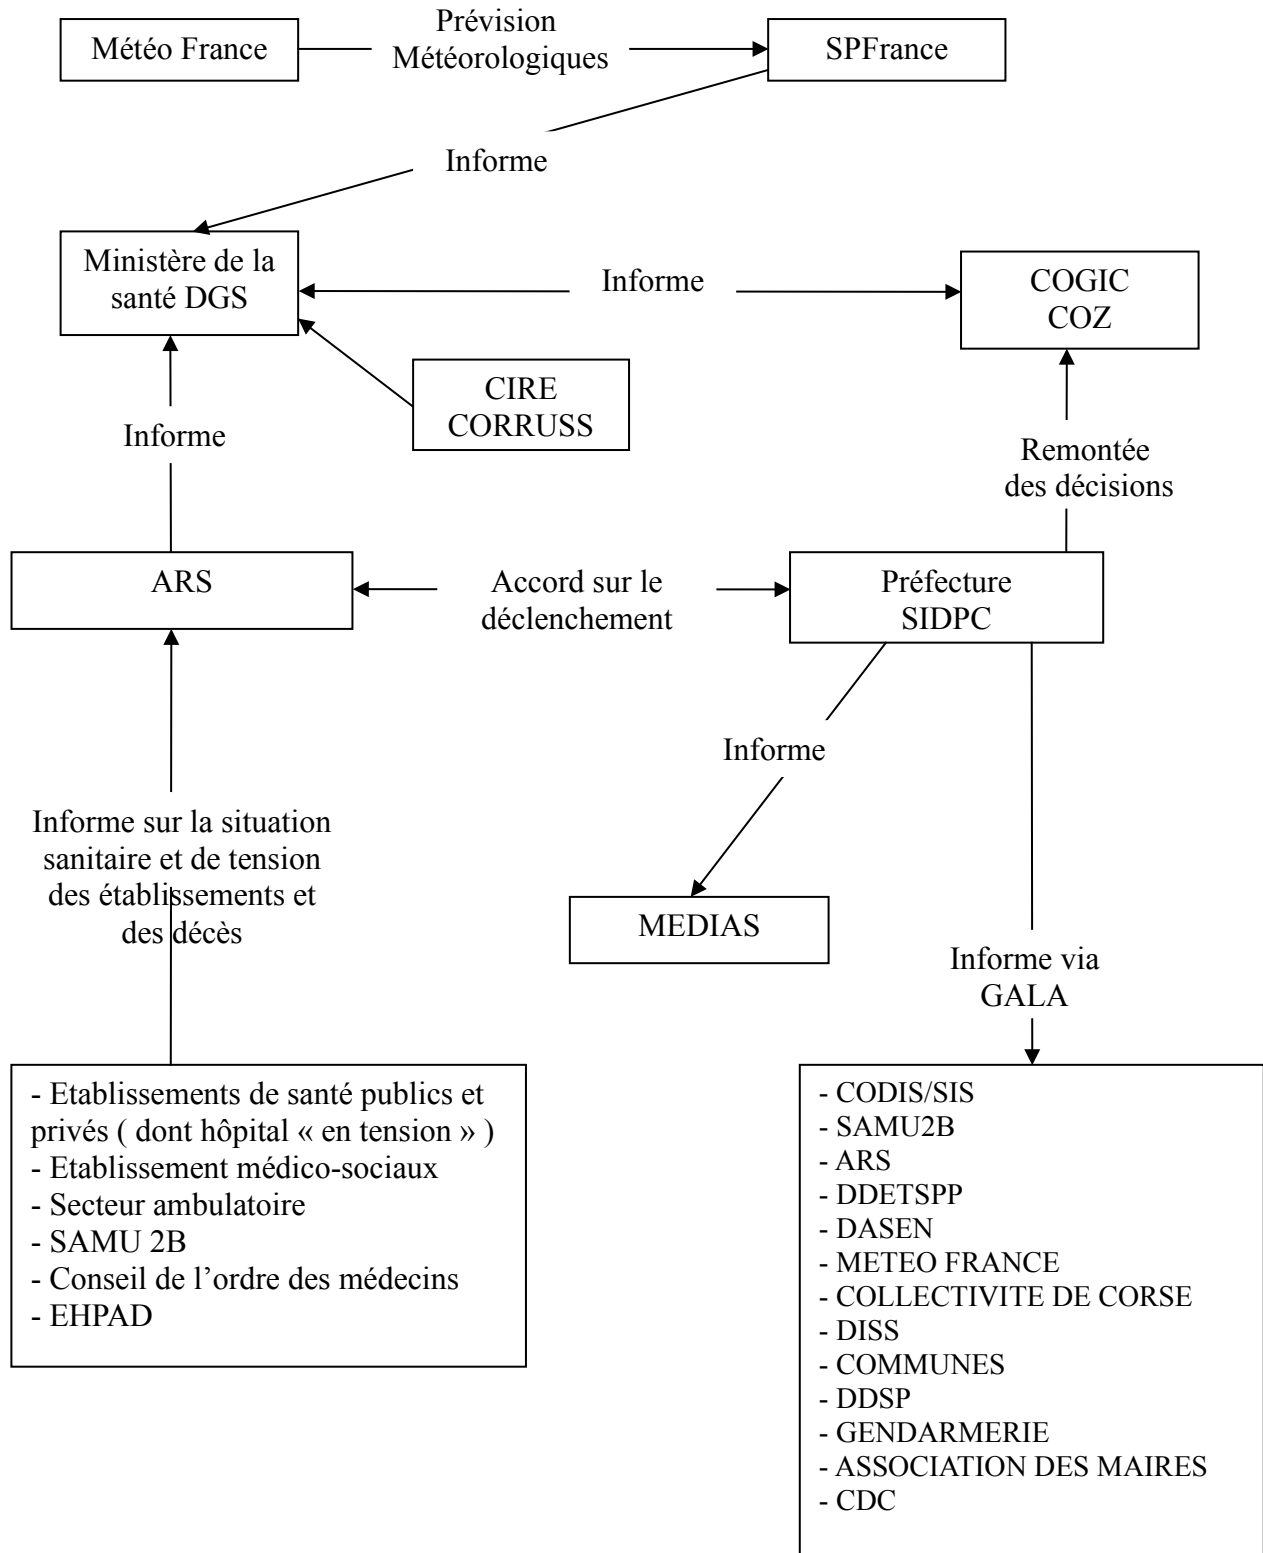 Météo France
Prévision
Météorologiques
SPFrance
Informe
Ministère de la
santé DGS
Informe
COGIC
COZ
CIRE
CORRUSS
Informe
Remontée
des décisions
ARS
Accord sur le
déclenchement
Préfecture
SIDPC
Informe
Informe sur la situation
sanitaire et de tension
des établissements et
des décès
MEDIAS
Informe via
GALA
- Etablissements de santé publics et
privés ( dont hôpital « en tension » )
- Etablissement médico-sociaux
- Secteur ambulatoire
- SAMU 2B
- Conseil de l’ordre des médecins
- EHPAD
- CODIS/SIS
- SAMU2B
- ARS
- DDETSPP
- DASEN
- METEO FRANCE
- COLLECTIVITE DE CORSE
- DISS
- COMMUNES
- DDSP
- GENDARMERIE
- ASSOCIATION DES MAIRES
- CDC